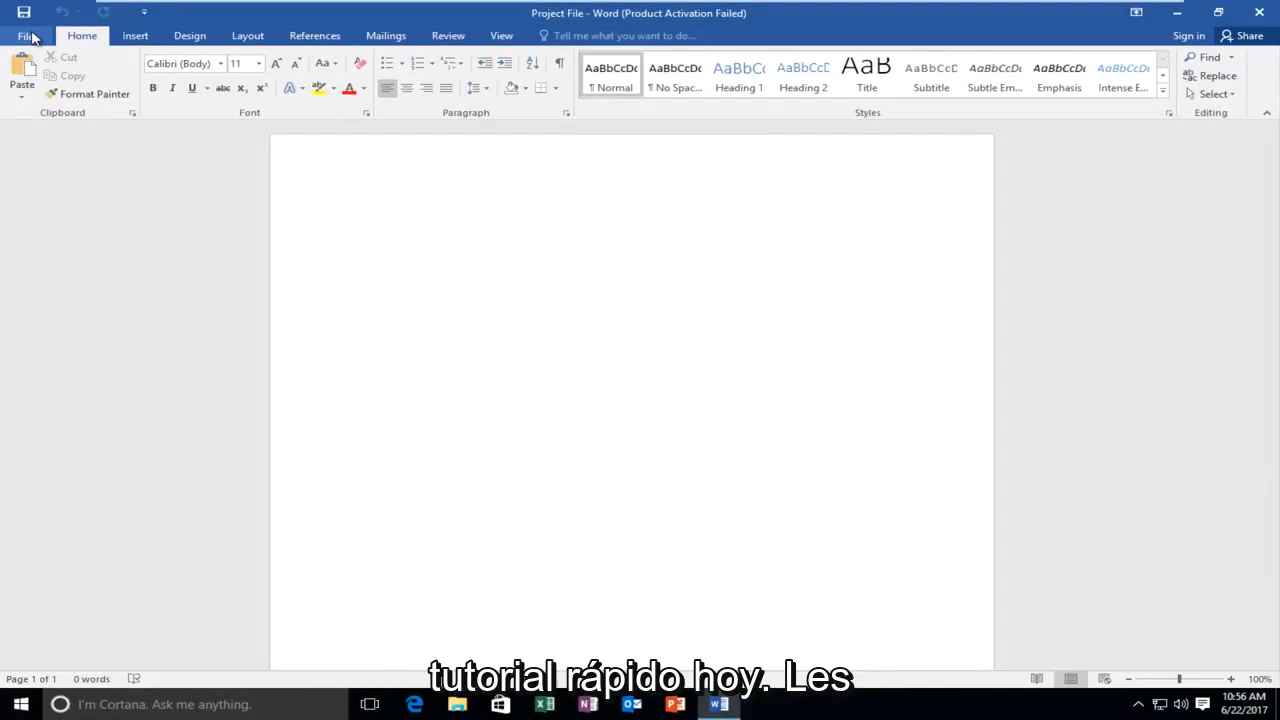 Project File - Word (Product Activation Failed)
File Home Insert Design Layout References Mailings Review View Tell me what you want to do... Sign in Share
Paste
Cut
Copy
Format Painter
Clipboard
Calibri (Body) 11
Font
Paragraph
AaBbCcDc AaBbCcDc AaBbCc AaBbCcD AaB AaBbCcD AaBbCcDc AaBbCcDc AaBbCcDc
¶ Normal ¶ No Spac... Heading 1 Heading 2 Title Subtitle Subtle Em... Emphasis Intense E...
Styles
Find
Replace
Select
Editing
tutorial rápido hoy. Les
Page 1 of 1 0 words 100%
I'm Cortana. Ask me anything. 10:56 AM
6/22/2017